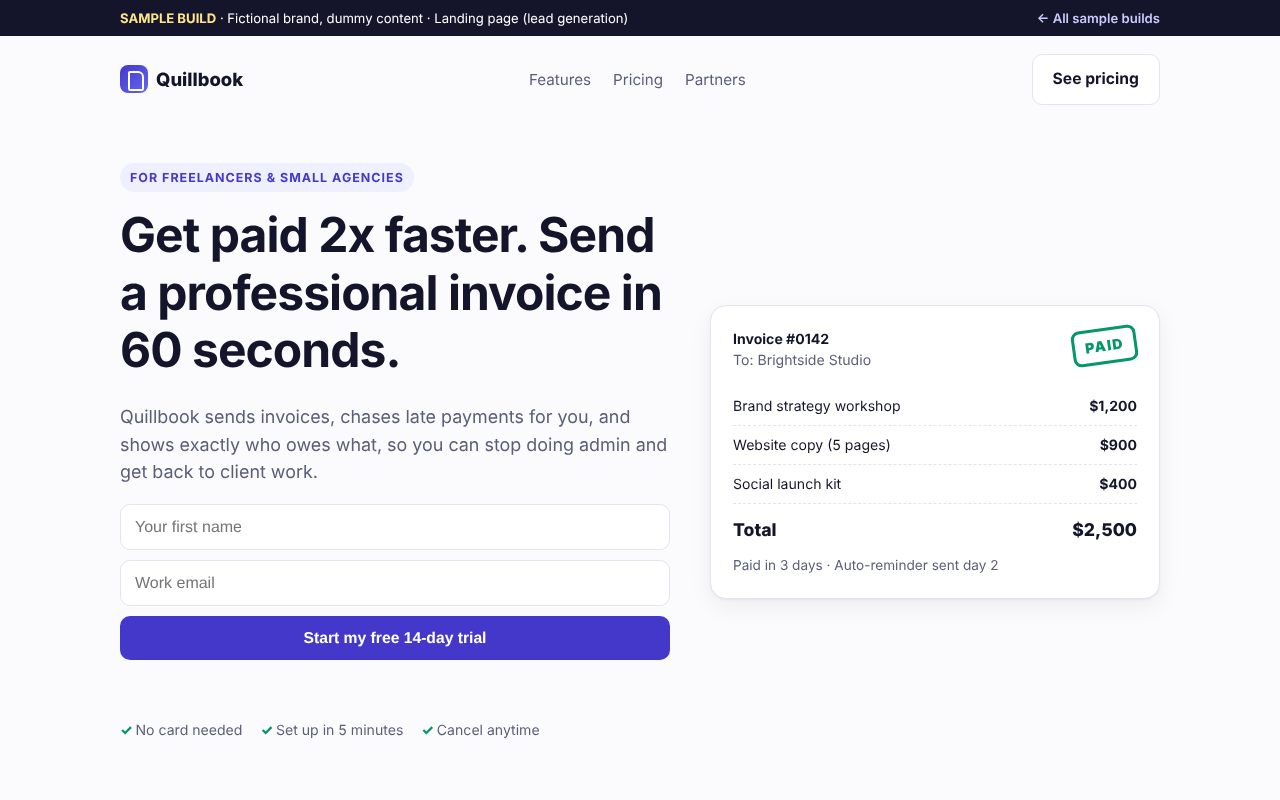 SAMPLE BUILD · Fictional brand, dummy content · Landing page (lead generation)
← All sample builds
Quillbook
Features
Pricing
Partners
See pricing
FOR FREELANCERS & SMALL AGENCIES
Get paid 2x faster. Send
a professional invoice in
60 seconds.
Quillbook sends invoices, chases late payments for you, and
shows exactly who owes what, so you can stop doing admin and
get back to client work.
Your first name
Work email
Start my free 14-day trial
✓ No card needed
✓ Set up in 5 minutes
✓ Cancel anytime
Invoice #0142
To: Brightside Studio
PAID
Brand strategy workshop $1,200
Website copy (5 pages) $900
Social launch kit $400
Total $2,500
Paid in 3 days · Auto-reminder sent day 2